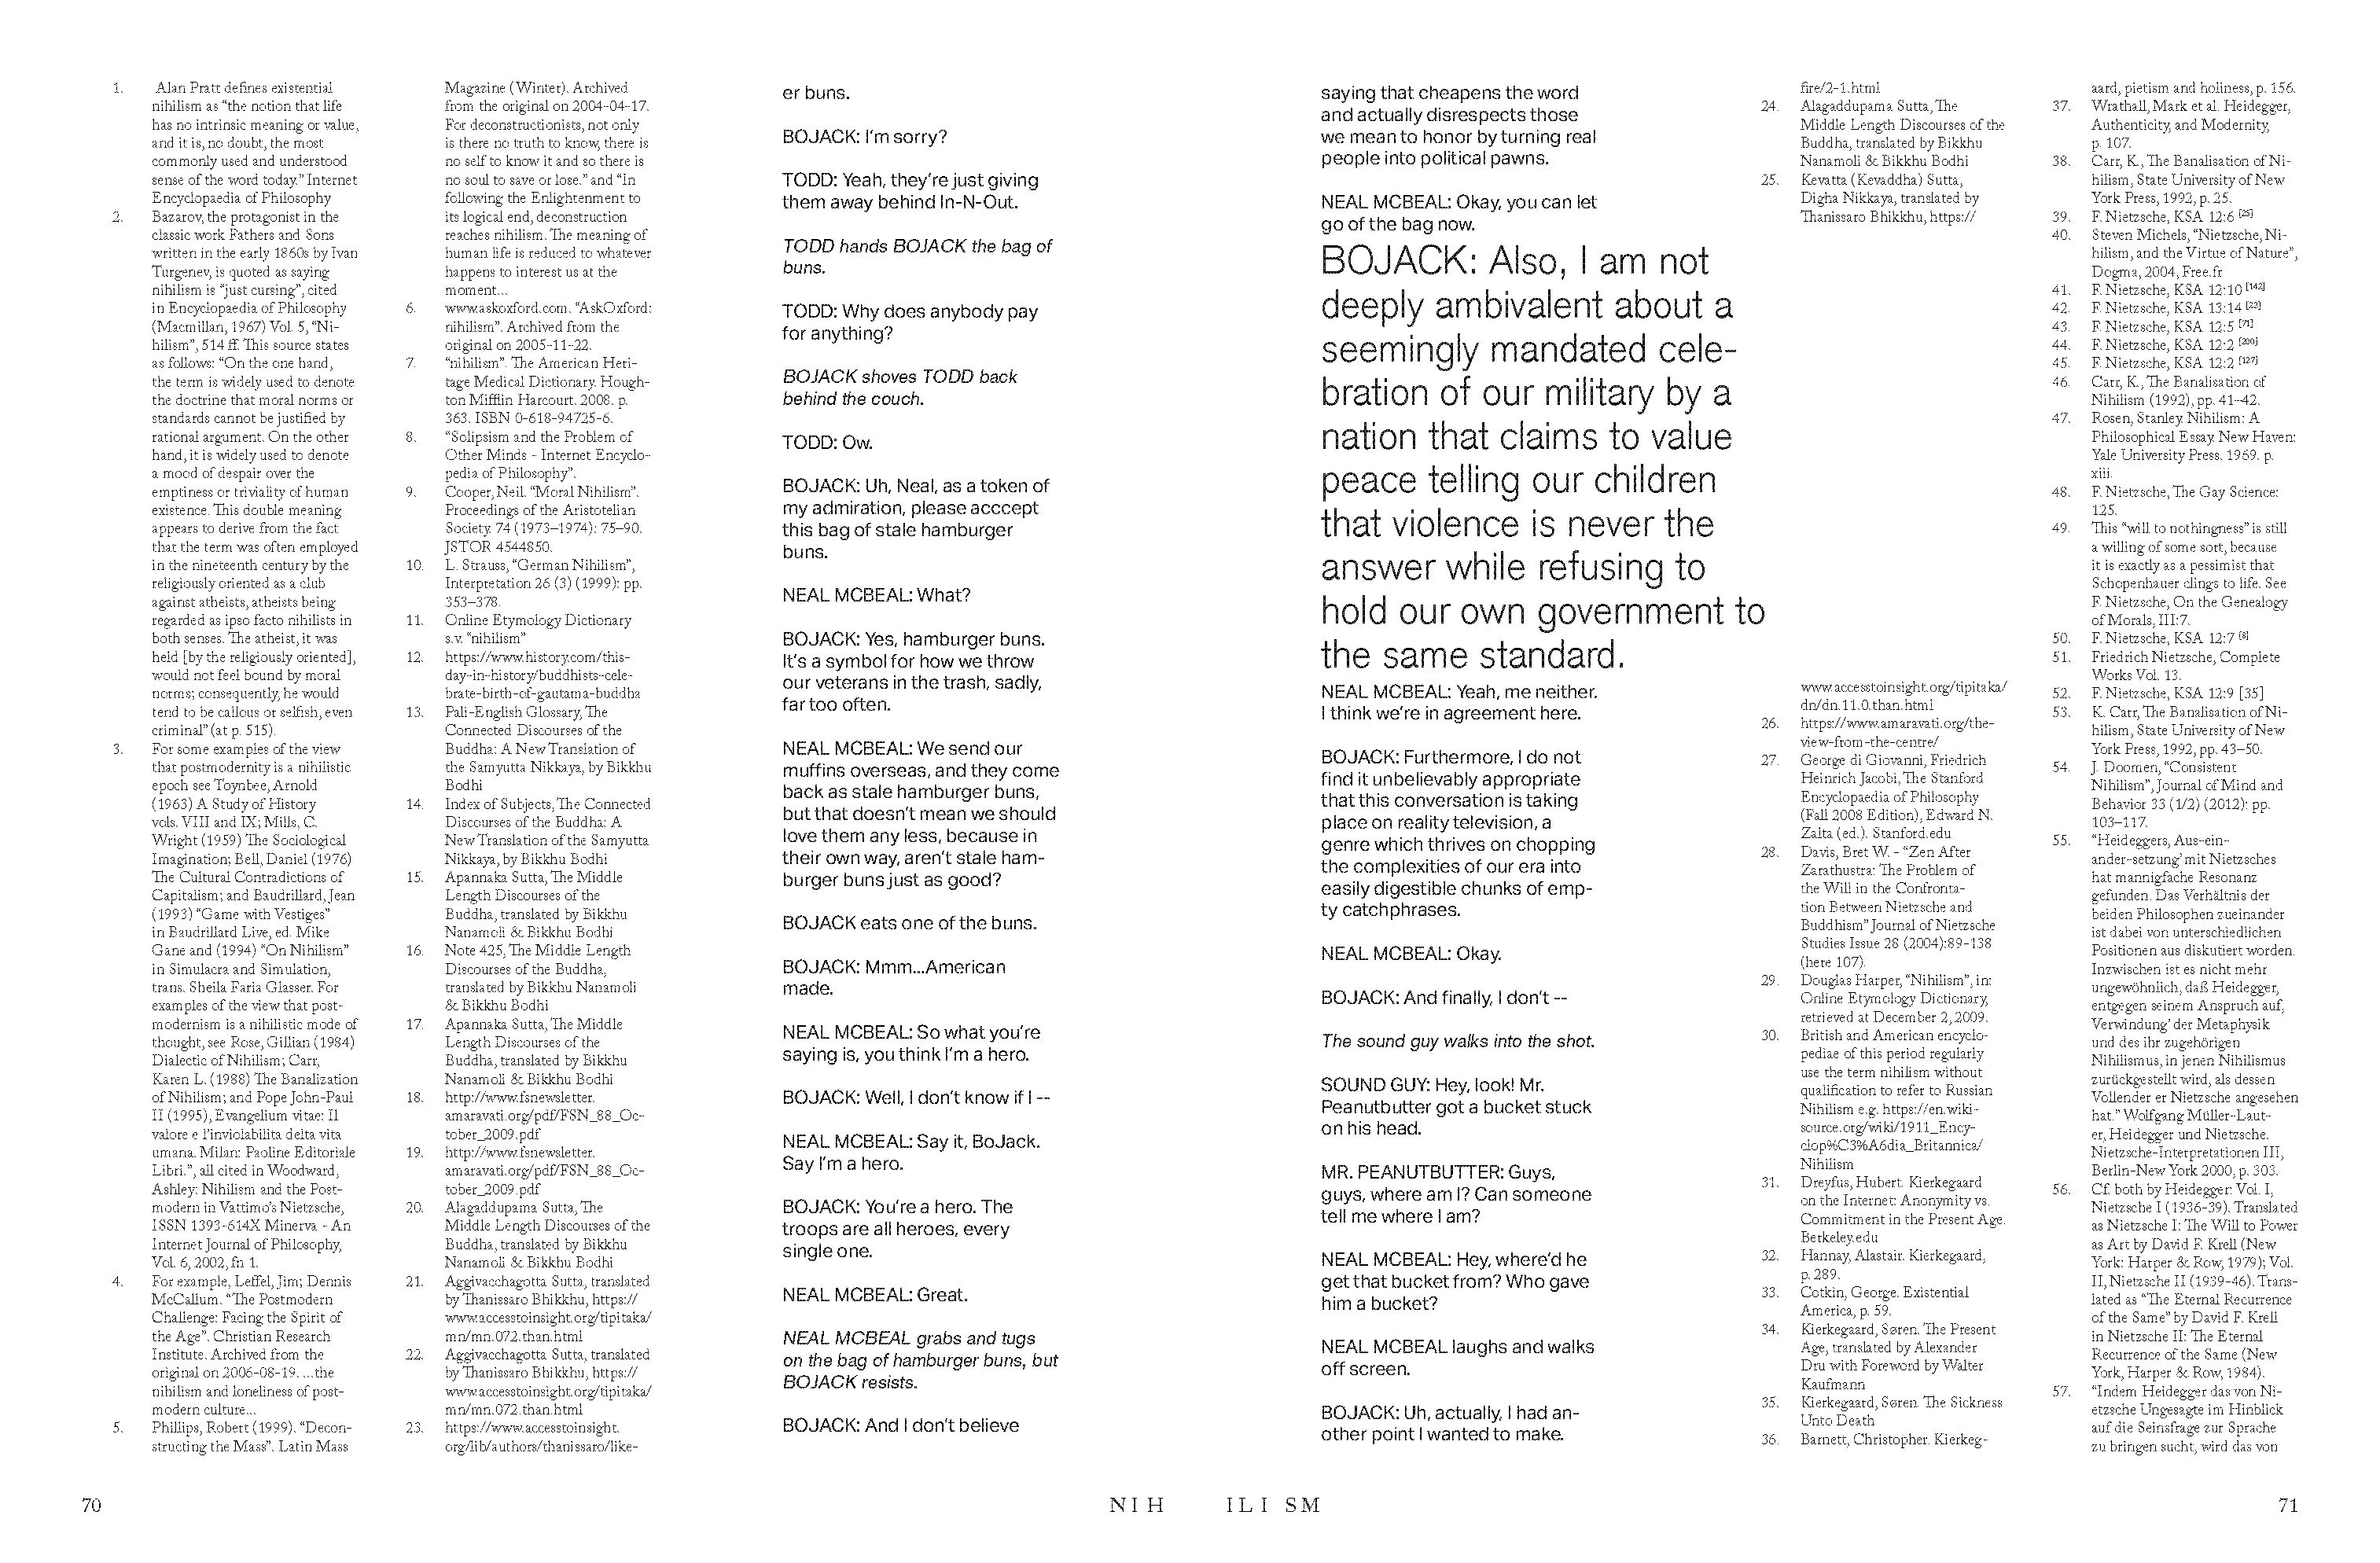 1. Alan Pratt defines existential
nihilism as “the notion that life
has no intrinsic meaning or value,
and it is, no doubt, the most
commonly used and understood
sense of the word today.” Internet
Encyclopaedia of Philosophy
2. Bazarov, the protagonist in the
classic work Fathers and Sons
written in the early 1860s by Ivan
Turgenev, is quoted as saying
nihilism is “just cursing”, cited
in Encyclopaedia of Philosophy
(Macmillan, 1967) Vol. 5, “Ni-
hilism”, 514 ff. This source states
as follows: “On the one hand,
the term is widely used to denote
the doctrine that moral norms or
standards cannot be justified by
rational argument. On the other
hand, it is widely used to denote
a mood of despair over the
emptiness or triviality of human
existence. This double meaning
appears to derive from the fact
that the term was often employed
in the nineteenth century by the
religiously oriented as a club
against atheists, atheists being
regarded as ipso facto nihilists in
both senses. The atheist, it was
held [by the religiously oriented],
would not feel bound by moral
norms; consequently, he would
tend to be callous or selfish, even
criminal” (at p. 515).
3. For some examples of the view
that postmodernity is a nihilistic
epoch see Toynbee, Arnold
(1963) A Study of History
vols. VIII and IX; Mills, C.
Wright (1959) The Sociological
Imagination; Bell, Daniel (1976)
The Cultural Contradictions of
Capitalism; and Baudrillard, Jean
(1993) “Game with Vestiges”
in Baudrillard Live, ed. Mike
Gane and (1994) “On Nihilism”
in Simulacra and Simulation,
trans. Sheila Faria Glasser. For
examples of the view that post-
modernism is a nihilistic mode of
thought, see Rose, Gillian (1984)
Dialectic of Nihilism; Carr,
Karen L. (1988) The Banalization
of Nihilism; and Pope John-Paul
II (1995), Evangelium vitae: Il
valore e l’inviolabilita delta vita
umana. Milan: Paoline Editoriale
Libri.”, all cited in Woodward,
Ashley: Nihilism and the Post-
modern in Vattimo’s Nietzsche,
ISSN 1393-614X Minerva - An
Internet Journal of Philosophy,
Vol. 6, 2002, fn 1.
4. For example, Leffel, Jim; Dennis
McCallum. “The Postmodern
Challenge: Facing the Spirit of
the Age”. Christian Research
Institute. Archived from the
original on 2006-08-19. ...the
nihilism and loneliness of post-
modern culture...
5. Phillips, Robert (1999). “Decon-
structing the Mass”. Latin Mass
Magazine (Winter). Archived
from the original on 2004-04-17.
For deconstructionists, not only
is there no truth to know, there is
no self to know it and so there is
no soul to save or lose.” and “In
following the Enlightenment to
its logical end, deconstruction
reaches nihilism. The meaning of
human life is reduced to whatever
happens to interest us at the
moment...
6. www.askoxford.com. “AskOxford:
nihilism”. Archived from the
original on 2005-11-22.
7. “nihilism”. The American Heri-
tage Medical Dictionary. Hough-
ton Mifflin Harcourt. 2008. p.
363. ISBN 0-618-94725-6.
8. “Solipsism and the Problem of
Other Minds - Internet Encyclo-
pedia of Philosophy”.
9. Cooper, Neil. “Moral Nihilism”.
Proceedings of the Aristotelian
Society. 74 (1973–1974): 75–90.
JSTOR 4544850.
10. L. Strauss, “German Nihilism”,
Interpretation 26 (3) (1999): pp.
353–378.
11. Online Etymology Dictionary
s.v. “nihilism”
12. https://www.history.com/this-
day-in-history/buddhists-cele-
brate-birth-of-gautama-buddha
13. Pali-English Glossary, The
Connected Discourses of the
Buddha: A New Translation of
the Samyutta Nikkaya, by Bikkhu
Bodhi
14. Index of Subjects, The Connected
Discourses of the Buddha: A
New Translation of the Samyutta
Nikkaya, by Bikkhu Bodhi
15. Apannaka Sutta, The Middle
Length Discourses of the
Buddha, translated by Bikkhu
Nanamoli & Bikkhu Bodhi
16. Note 425, The Middle Length
Discourses of the Buddha,
translated by Bikkhu Nanamoli
& Bikkhu Bodhi
17. Apannaka Sutta, The Middle
Length Discourses of the
Buddha, translated by Bikkhu
Nanamoli & Bikkhu Bodhi
18. http://www.fsnewsletter.
amaravati.org/pdf/FSN_88_Oc-
tober_2009.pdf
19. http://www.fsnewsletter.
amaravati.org/pdf/FSN_88_Oc-
tober_2009.pdf
20. Alagaddupama Sutta, The
Middle Length Discourses of the
Buddha, translated by Bikkhu
Nanamoli & Bikkhu Bodhi
21. Aggivacchagotta Sutta, translated
by Thanissaro Bhikkhu, https://
www.accesstoinsight.org/tipitaka/
mn/mn.072.than.html
22. Aggivacchagotta Sutta, translated
by Thanissaro Bhikkhu, https://
www.accesstoinsight.org/tipitaka/
mn/mn.072.than.html
23. https://www.accesstoinsight.
org/lib/authors/thanissaro/like-
er buns.
BOJACK: I’m sorry?
TODD: Yeah, they’re just giving
them away behind In-N-Out.
TODD hands BOJACK the bag of
buns.
TODD: Why does anybody pay
for anything?
BOJACK shoves TODD back
behind the couch.
TODD: Ow.
BOJACK: Uh, Neal, as a token of
my admiration, please acccept
this bag of stale hamburger
buns.
NEAL MCBEAL: What?
BOJACK: Yes, hamburger buns.
It’s a symbol for how we throw
our veterans in the trash, sadly,
far too often.
NEAL MCBEAL: We send our
muffins overseas, and they come
back as stale hamburger buns,
but that doesn’t mean we should
love them any less, because in
their own way, aren’t stale ham-
burger buns just as good?
BOJACK eats one of the buns.
BOJACK: Mmm...American
made.
NEAL MCBEAL: So what you’re
saying is, you think I’m a hero.
BOJACK: Well, I don’t know if I --
NEAL MCBEAL: Say it, BoJack.
Say I’m a hero.
BOJACK: You’re a hero. The
troops are all heroes, every
single one.
NEAL MCBEAL: Great.
NEAL MCBEAL grabs and tugs
on the bag of hamburger buns, but
BOJACK resists.
BOJACK: And I don’t believe
saying that cheapens the word
and actually disrespects those
we mean to honor by turning real
people into political pawns.
NEAL MCBEAL: Okay, you can let
go of the bag now.
BOJACK: Also, I am not
deeply ambivalent about a
seemingly mandated cele-
bration of our military by a
nation that claims to value
peace telling our children
that violence is never the
answer while refusing to
hold our own government to
the same standard.
NEAL MCBEAL: Yeah, me neither.
I think we’re in agreement here.
BOJACK: Furthermore, I do not
find it unbelievably appropriate
that this conversation is taking
place on reality television, a
genre which thrives on chopping
the complexities of our era into
easily digestible chunks of emp-
ty catchphrases.
NEAL MCBEAL: Okay.
BOJACK: And finally, I don’t --
The sound guy walks into the shot.
SOUND GUY: Hey, look! Mr.
Peanutbutter got a bucket stuck
on his head.
MR. PEANUTBUTTER: Guys,
guys, where am I? Can someone
tell me where I am?
NEAL MCBEAL: Hey, where’d he
get that bucket from? Who gave
him a bucket?
NEAL MCBEAL laughs and walks
off screen.
BOJACK: Uh, actually, I had an-
other point I wanted to make.
fire/2-1.html
24. Alagaddupama Sutta, The
Middle Length Discourses of the
Buddha, translated by Bikkhu
Nanamoli & Bikkhu Bodhi
25. Kevatta (Kevaddha) Sutta,
Digha Nikkaya, translated by
Thanissaro Bhikkhu, https://
www.accesstoinsight.org/tipitaka/
dn/dn.11.0.than.html
26. https://www.amaravati.org/the-
view-from-the-centre/
27. George di Giovanni, Friedrich
Heinrich Jacobi, The Stanford
Encyclopaedia of Philosophy
(Fall 2008 Edition), Edward N.
Zalta (ed.). Stanford.edu
28. Davis, Bret W. - “Zen After
Zarathustra: The Problem of
the Will in the Confronta-
tion Between Nietzsche and
Buddhism” Journal of Nietzsche
Studies Issue 28 (2004):89-138
(here 107).
29. Douglas Harper, “Nihilism”, in:
Online Etymology Dictionary,
retrieved at December 2, 2009.
30. British and American encyclo-
pediae of this period regularly
use the term nihilism without
qualification to refer to Russian
Nihilism e.g. https://en.wiki-
source.org/wiki/1911_Ency-
clop%C3%A6dia_Britannica/
Nihilism
31. Dreyfus, Hubert. Kierkegaard
on the Internet: Anonymity vs.
Commitment in the Present Age.
Berkeley.edu
32. Hannay, Alastair. Kierkegaard,
p. 289.
33. Cotkin, George. Existential
America, p. 59.
34. Kierkegaard, Søren. The Present
Age, translated by Alexander
Dru with Foreword by Walter
Kaufmann
35. Kierkegaard, Søren. The Sickness
Unto Death
36. Barnett, Christopher. Kierkeg-
aard, pietism and holiness, p. 156.
37. Wrathall, Mark et al. Heidegger,
Authenticity, and Modernity,
p. 107.
38. Carr, K., The Banalisation of Ni-
hilism, State University of New
York Press, 1992, p. 25.
39. F. Nietzsche, KSA 12:6 [25]
40. Steven Michels, “Nietzsche, Ni-
hilism, and the Virtue of Nature”,
Dogma, 2004, Free.fr
41. F. Nietzsche, KSA 12:10 [142]
42. F. Nietzsche, KSA 13:14 [22]
43. F. Nietzsche, KSA 12:5 [71]
44. F. Nietzsche, KSA 12:2 [200]
45. F. Nietzsche, KSA 12:2 [127]
46. Carr, K., The Banalisation of
Nihilism (1992), pp. 41–42.
47. Rosen, Stanley. Nihilism: A
Philosophical Essay. New Haven:
Yale University Press. 1969. p.
xiii.
48. F. Nietzsche, The Gay Science:
125.
49. This “will to nothingness” is still
a willing of some sort, because
it is exactly as a pessimist that
Schopenhauer clings to life. See
F. Nietzsche, On the Genealogy
of Morals, III:7.
50. F. Nietzsche, KSA 12:7 [8]
51. Friedrich Nietzsche, Complete
Works Vol. 13.
52. F. Nietzsche, KSA 12:9 [35]
53. K. Carr, The Banalisation of Ni-
hilism, State University of New
York Press, 1992, pp. 43–50.
54. J. Doomen, “Consistent
Nihilism”, Journal of Mind and
Behavior 33 (1/2) (2012): pp.
103–117.
55. “Heideggers, Aus-ein-
ander-setzung’ mit Nietzsches
hat mannigfache Resonanz
gefunden. Das Verhältnis der
beiden Philosophen zueinander
ist dabei von unterschiedlichen
Positionen aus diskutiert worden.
Inzwischen ist es nicht mehr
ungewöhnlich, daß Heidegger,
entgegen seinem Anspruch auf,
Verwindung’ der Metaphysik
und des ihr zugehörigen
Nihilismus, in jenen Nihilismus
zurückgestellt wird, als dessen
Vollender er Nietzsche angesehen
hat.” Wolfgang Müller-Laut-
er, Heidegger und Nietzsche.
Nietzsche-Interpretationen III,
Berlin-New York 2000, p. 303.
56. Cf. both by Heidegger: Vol. I,
Nietzsche I (1936-39). Translated
as Nietzsche I: The Will to Power
as Art by David F. Krell (New
York: Harper & Row, 1979); Vol.
II, Nietzsche II (1939-46). Trans-
lated as “The Eternal Recurrence
of the Same” by David F. Krell
in Nietzsche II: The Eternal
Recurrence of the Same (New
York, Harper & Row, 1984).
57. “Indem Heidegger das von Ni-
etzsche Ungesagte im Hinblick
auf die Seinsfrage zur Sprache
zu bringen sucht, wird das von
70
NIH ILI SM
71